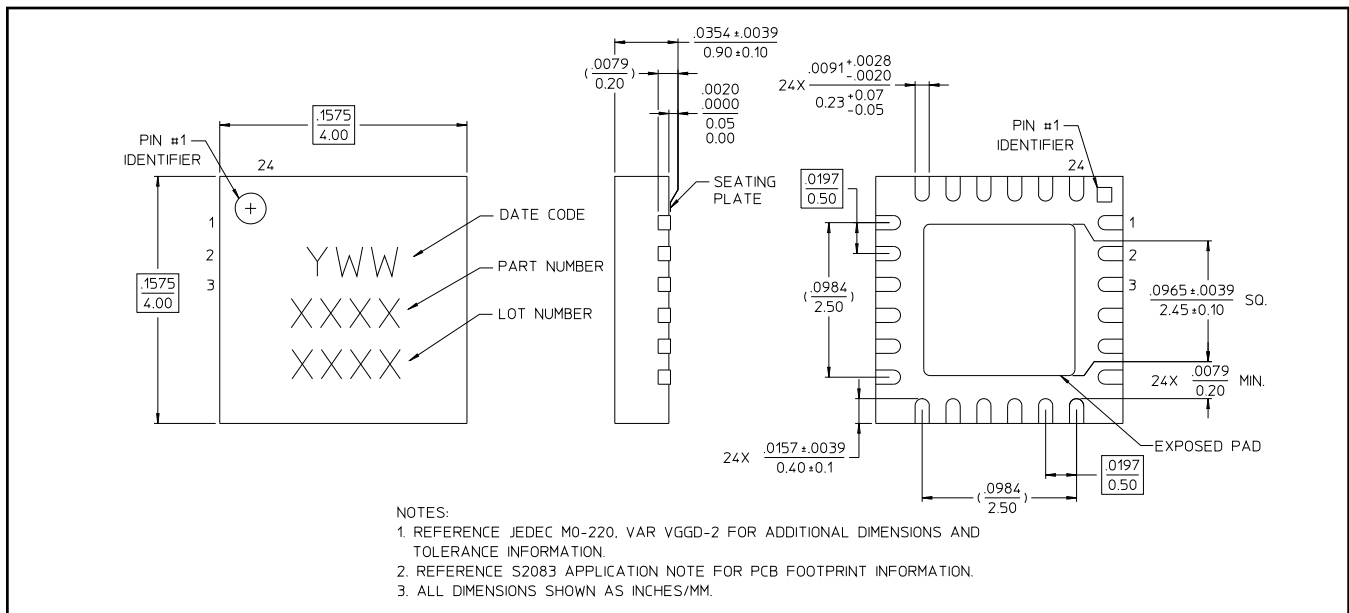 .1575
4.00
PIN #1
IDENTIFIER
24
1
2
3
.1575
4.00
YWW
XXXX
XXXX
DATE CODE
PART NUMBER
LOT NUMBER
.0354±.0039
0.90±0.10
(.0079
0.20)
.0020
.0000
0.05
0.00
SEATING
PLATE
24X .0091 +.0028
-.0020
0.23 +0.07
-0.05
PIN #1
IDENTIFIER
24
.0197
0.50
1
2
3
(.0984
2.50)
.0965±.0039
2.45±0.10 SQ.
24X .0079
0.20 MIN.
EXPOSED PAD
24X .0157±.0039
0.40±0.1
.0197
0.50
(.0984
2.50)
NOTES:
1. REFERENCE JEDEC MO-220, VAR VGGD-2 FOR ADDITIONAL DIMENSIONS AND
TOLERANCE INFORMATION.
2. REFERENCE S2083 APPLICATION NOTE FOR PCB FOOTPRINT INFORMATION.
3. ALL DIMENSIONS SHOWN AS INCHES/MM.